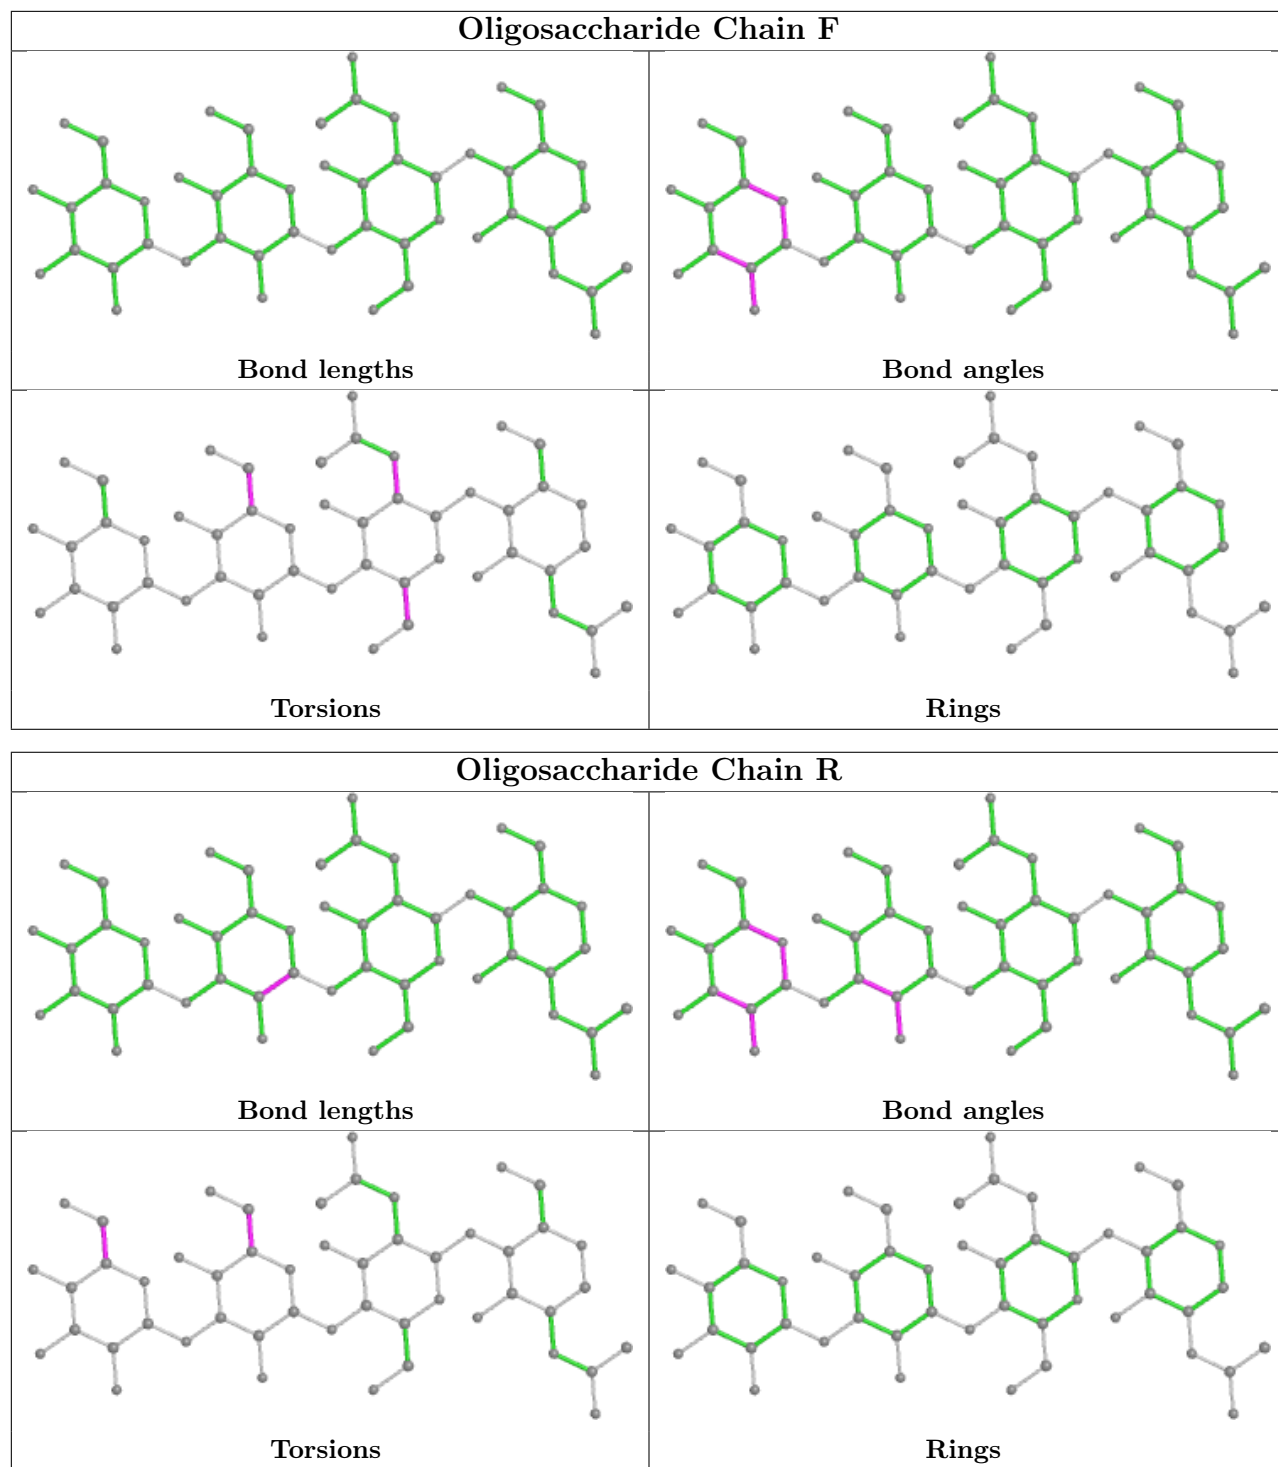 Oligosaccharide Chain F
Bond lengths
Bond angles
Torsions
Rings
Oligosaccharide Chain R
Bond lengths
Bond angles
Torsions
Rings